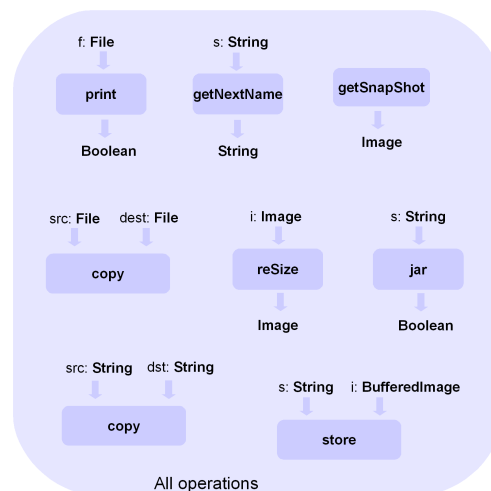 f: File
s: String
print
getNextName
getSnapShot
Boolean
String
Image
src: File
dest: File
i: Image
s: String
copy
reSize
jar
Image
Boolean
src: String
dst: String
s: String
i: BufferedImage
copy
store
All operations